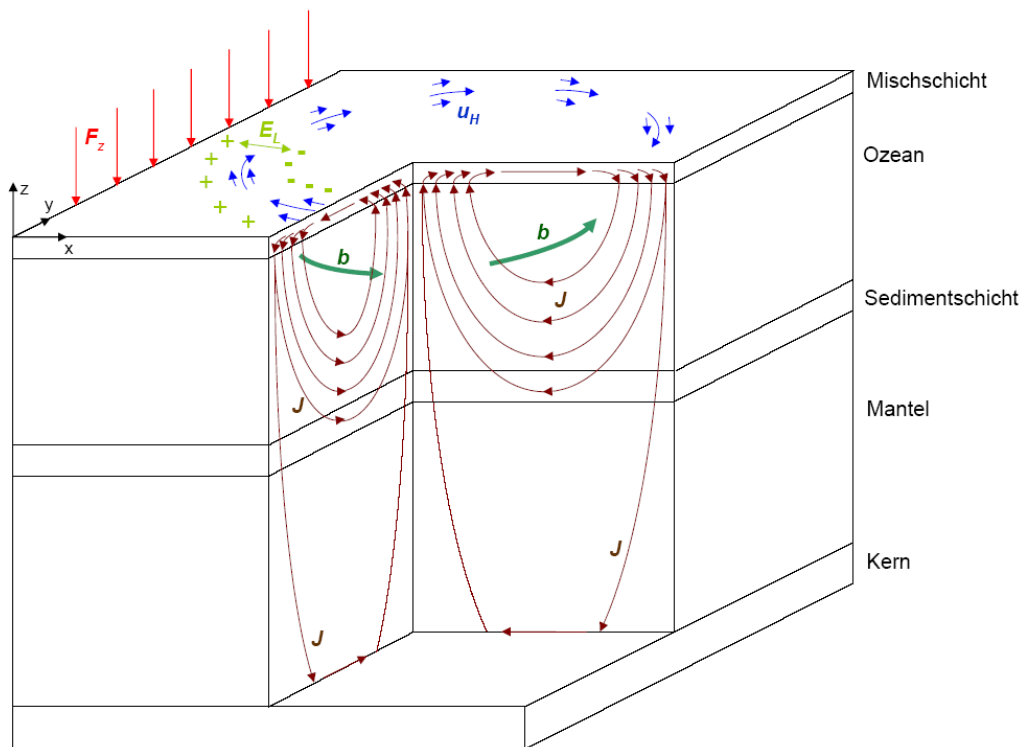 Mischschicht
F_z
E_L
u_H
Ozean
z
y
x
b
b
J
Sedimentschicht
J
Mantel
J
Kern
J
+
+
+
+
+
+
-
-
-
-
-
-